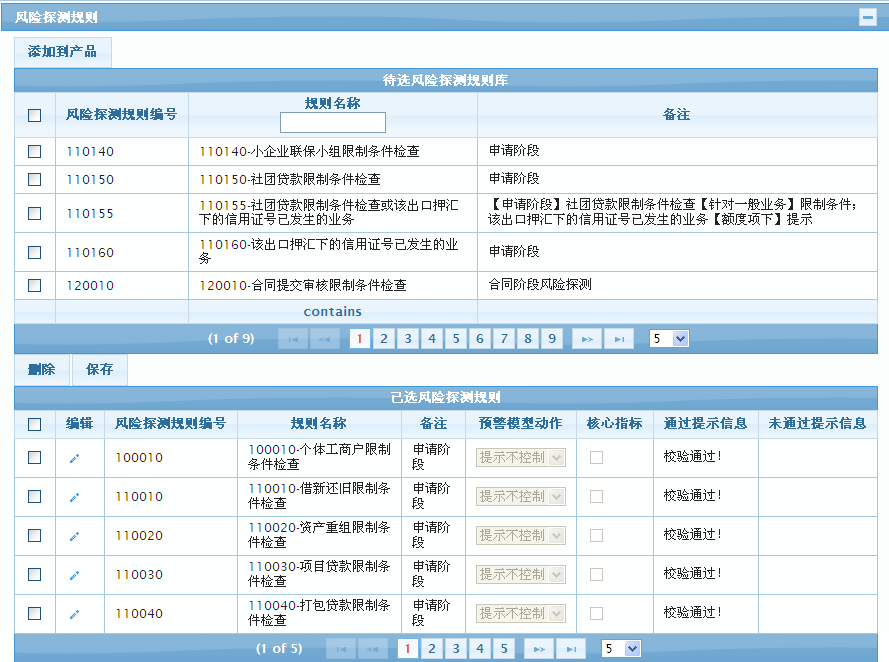 风险探测规则
添加到产品
待选风险探测规则库
风险探测规则编号 规则名称 备注
110140 110140-小企业联保小组限制条件检查 申请阶段
110150 110150-社团贷款限制条件检查 申请阶段
110155 110155-社团贷款限制条件检查或该出口押汇 【申请阶段】社团贷款限制条件检查【针对一般业务】限制条件；
下的信用证号已发生的业务 该出口押汇下的信用证号已发生的业务【额度项下】提示
110160 110160-该出口押汇下的信用证号已发生的业 申请阶段
务
120010 120010-合同提交审核限制条件检查 合同阶段风险探测
contains
(1 of 9) 1 2 3 4 5 6 7 8 9 5
删除 保存
已选风险探测规则
编辑 风险探测规则编号 规则名称 备注 预警模型动作 核心指标 通过提示信息 未通过提示信息
100010 100010-个体工商户限制 申请阶 提示不控制 校验通过！
条件检查 段
110010 110010-借新还旧限制条 申请阶 提示不控制 校验通过！
件检查 段
110020 110020-资产重组限制条 申请阶 提示不控制 校验通过！
件检查 段
110030 110030-项目贷款限制条 申请阶 提示不控制 校验通过！
件检查 段
110040 110040-打包贷款限制条 申请阶 提示不控制 校验通过！
件检查 段
(1 of 5) 1 2 3 4 5 5